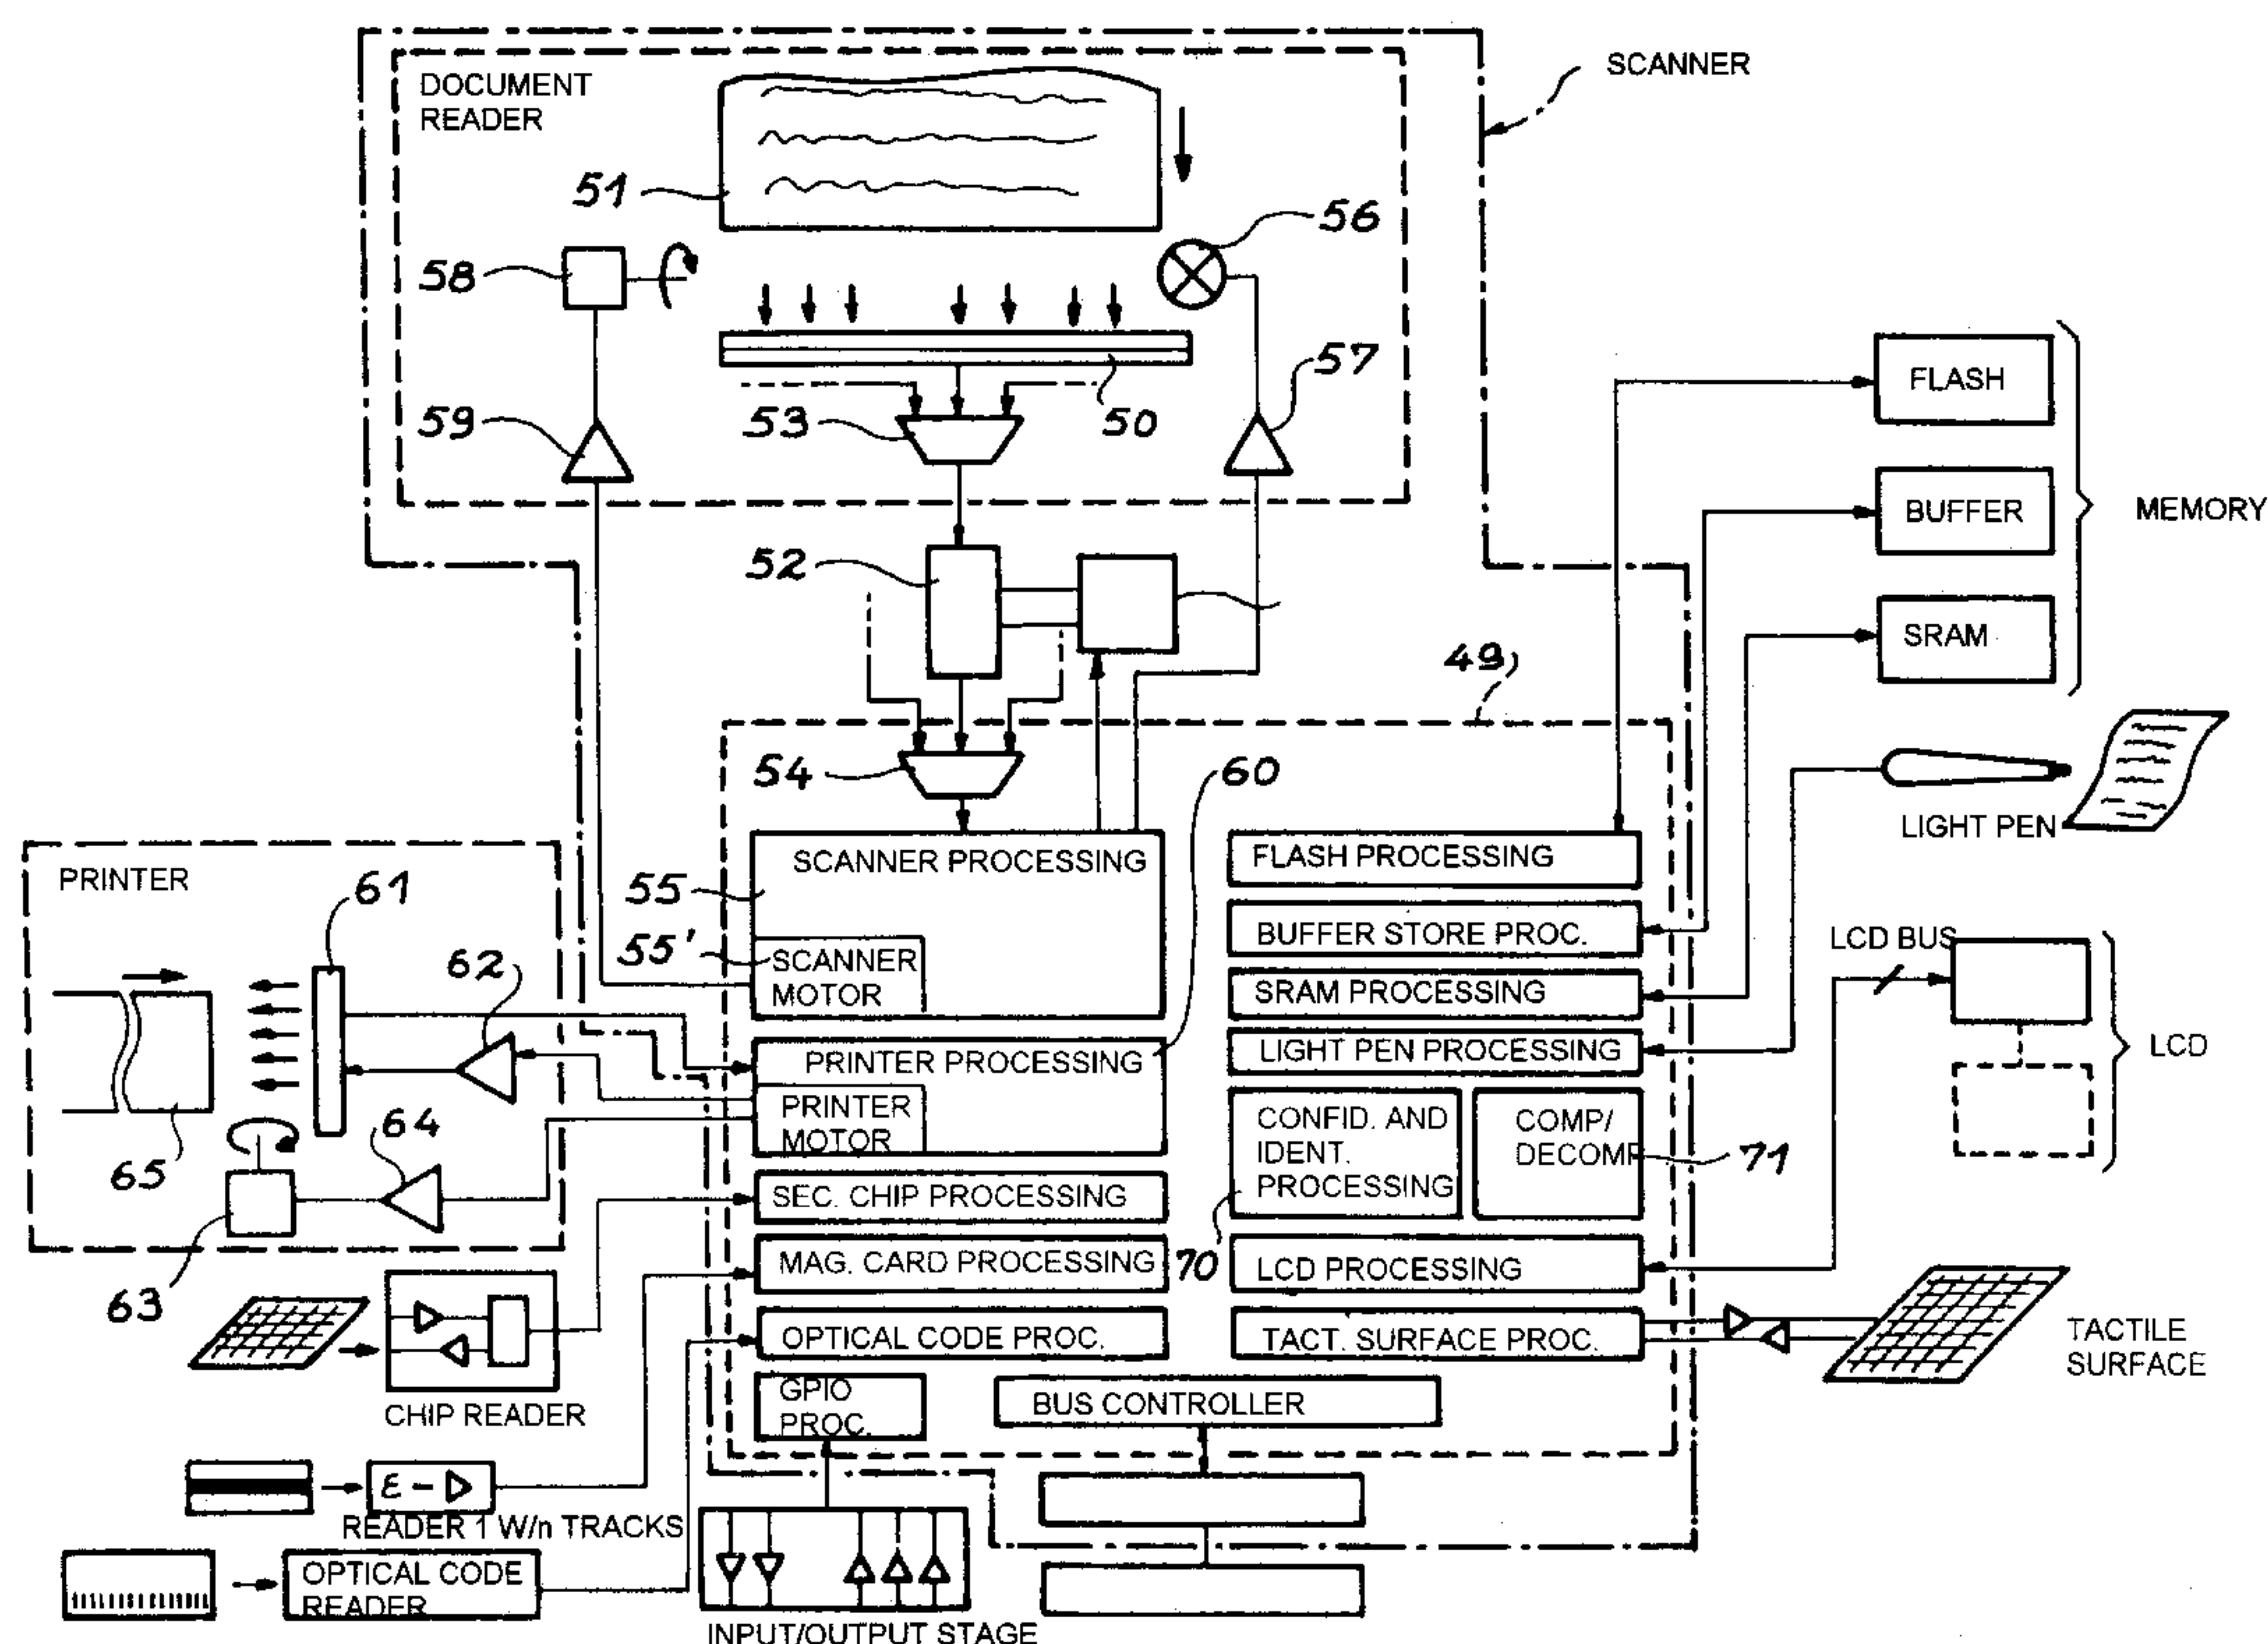 SCANNER
DOCUMENT
READER
51
56
58
57
59
53
50
FLASH
BUFFER
SRAM
MEMORY
52
49
54
60
LIGHT PEN
PRINTER
61
62
64
65
63
55
SCANNER PROCESSING
55'
SCANNER
MOTOR
PRINTER PROCESSING
PRINTER
MOTOR
SEC. CHIP PROCESSING
MAG. CARD PROCESSING
OPTICAL CODE PROC.
GPIO
PROC.
FLASH PROCESSING
BUFFER STORE PROC.
SRAM PROCESSING
LIGHT PEN PROCESSING
CONFID. AND
IDENT.
PROCESSING
COMP/
DECOMP
71
70
LCD PROCESSING
TACT. SURFACE PROC.
BUS CONTROLLER
LCD BUS
LCD
TACTILE
SURFACE
CHIP READER
ε –
READER 1 W/n TRACKS
OPTICAL CODE
READER
INPUT/OUTPUT STAGE